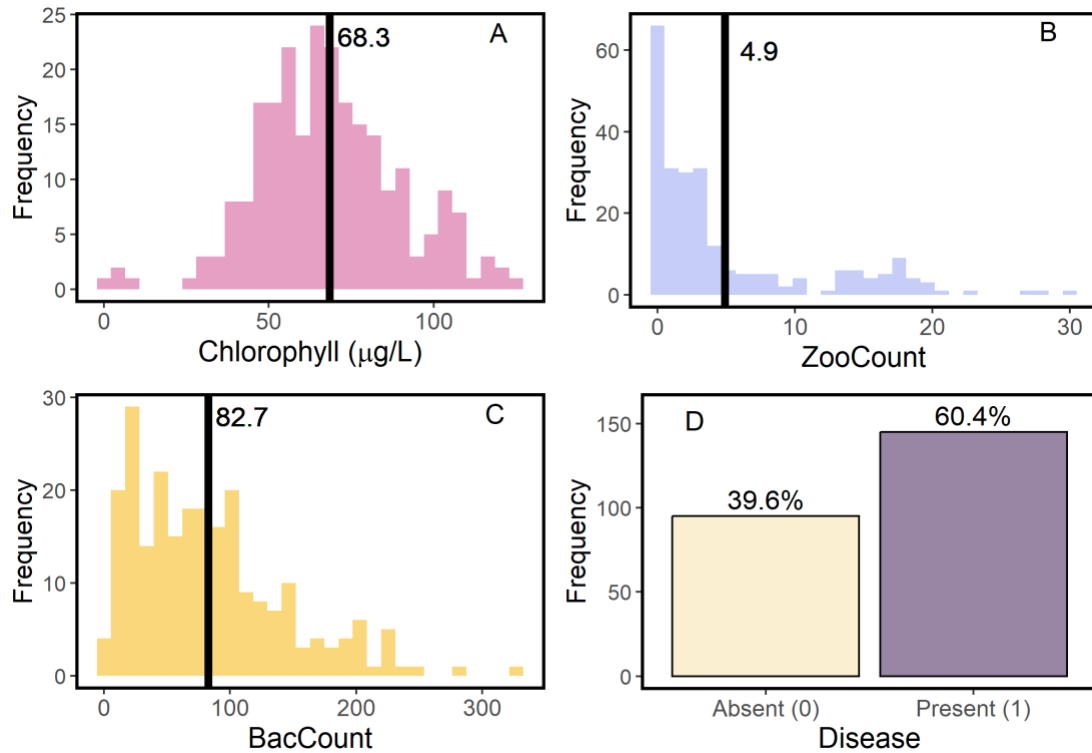 A
68.3
Frequency
25
20
15
10
5
0
0 50 100
Chlorophyll (μg/L)
B
4.9
Frequency
60
40
20
0
0 10 20 30
ZooCount
C
82.7
Frequency
30
20
10
0
0 100 200 300
BacCount
D
60.4%
39.6%
Frequency
150
100
50
0
Absent (0) Present (1)
Disease